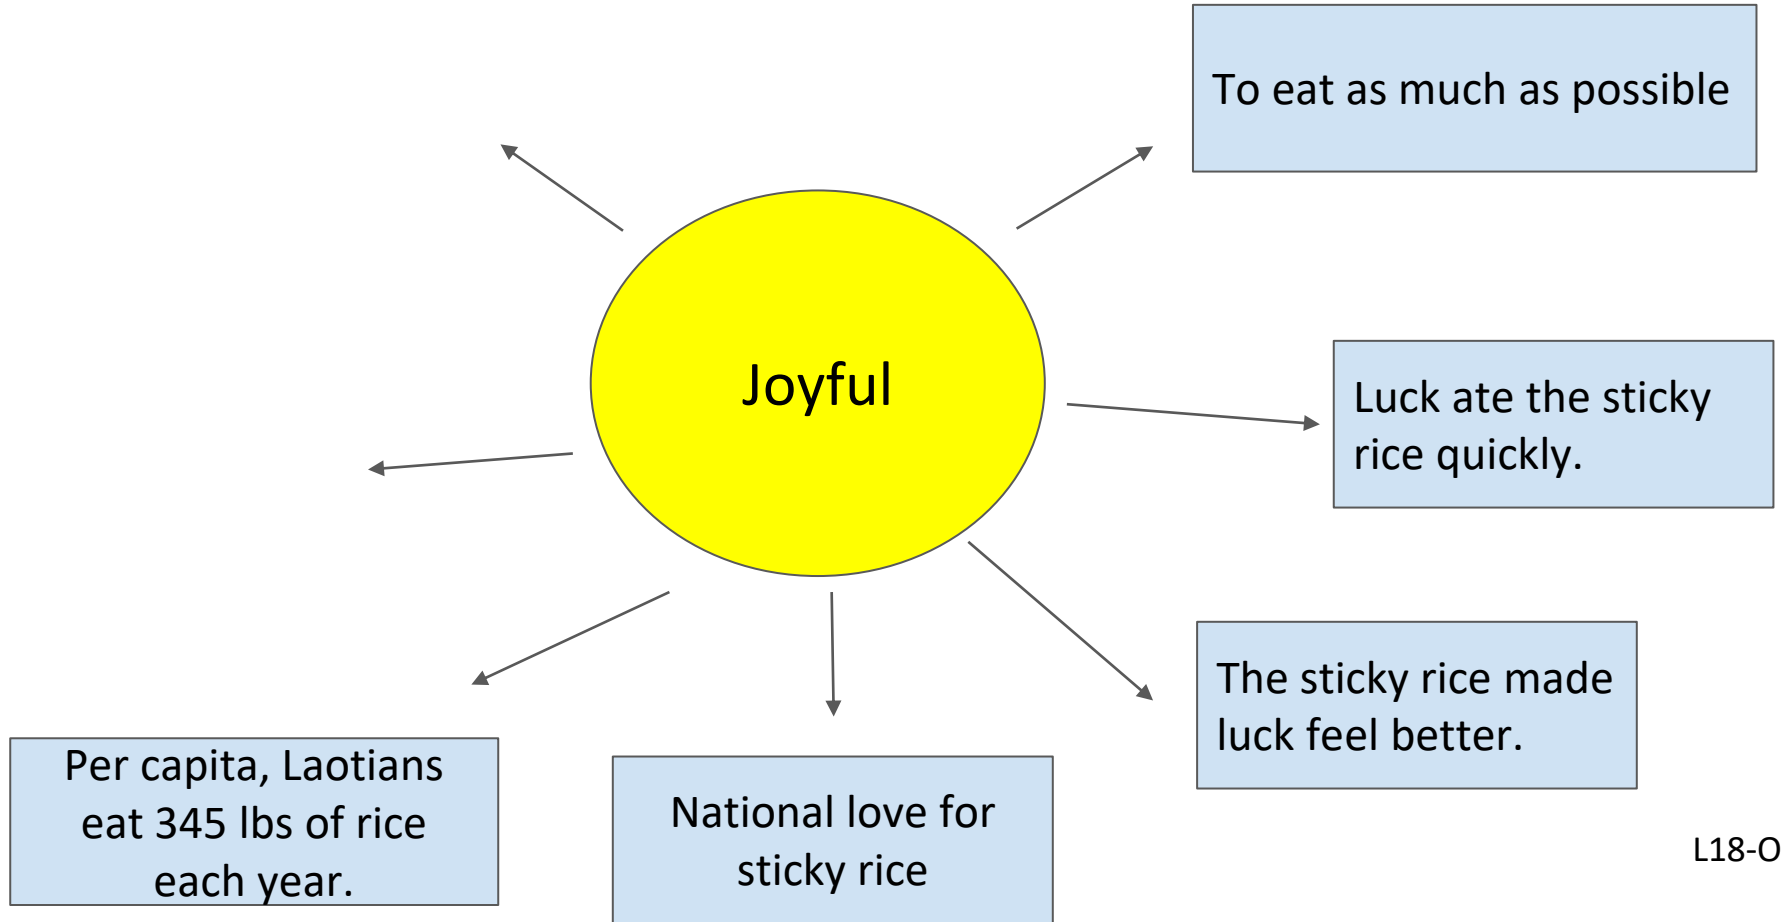 To eat as much as possible
Joyful
Luck ate the sticky
rice quickly.
The sticky rice made
luck feel better.
Per capita, Laotians
eat 345 lbs of rice
each year.
National love for
sticky rice
L18-O